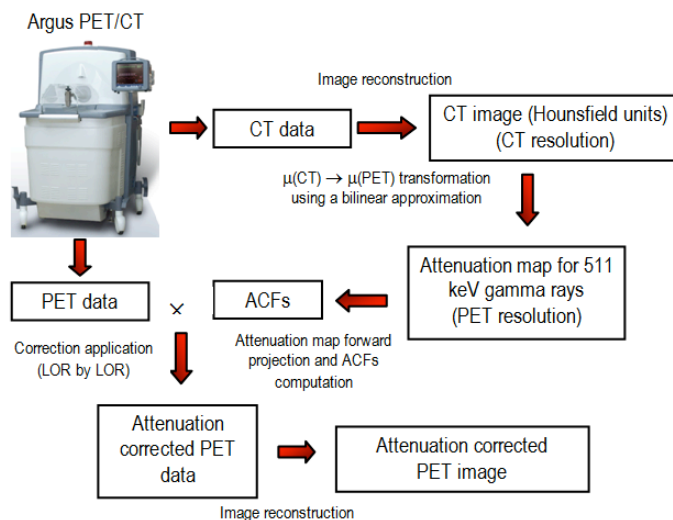 Argus PET/CT
Image reconstruction
CT data
CT image (Hounsfield units)
(CT resolution)
μ(CT) → μ(PET) transformation
using a bilinear approximation
PET data
×
ACFs
Attenuation map for 511
keV gamma rays
(PET resolution)
Correction application
(LOR by LOR)
Attenuation map forward
projection and ACFs
computation
Attenuation
corrected PET
data
Attenuation corrected
PET image
Image reconstruction